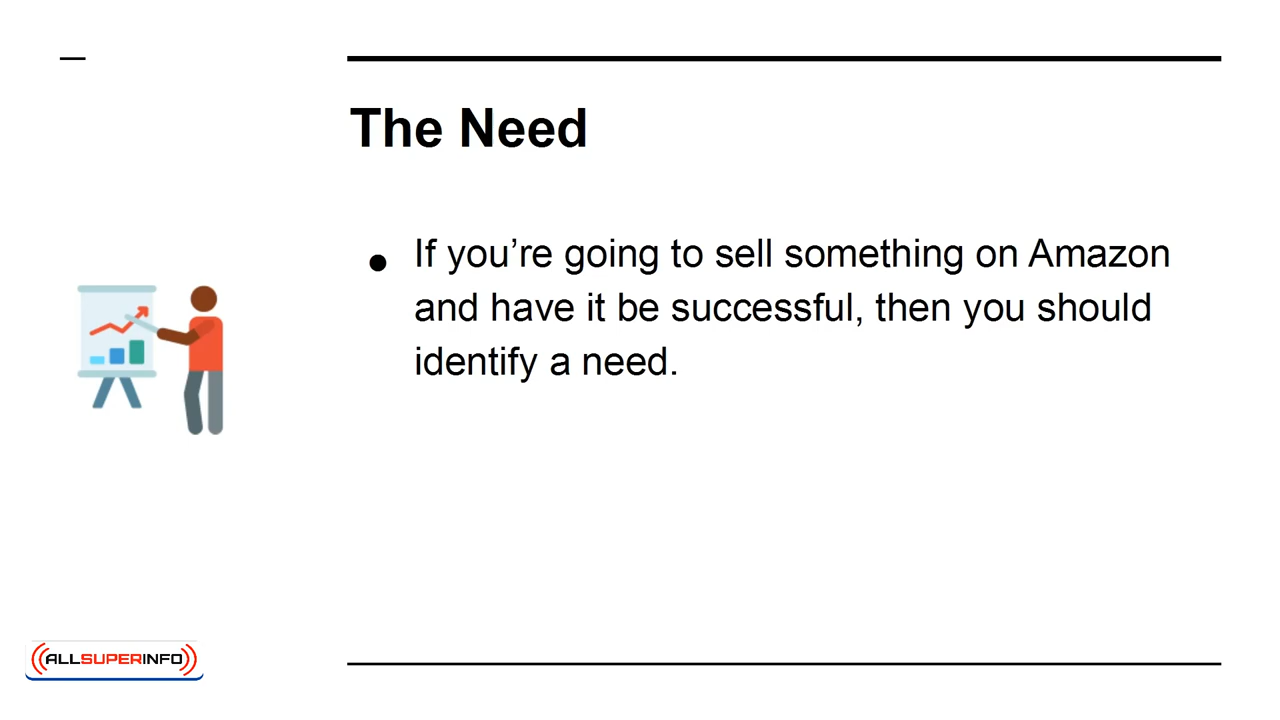 The Need
● If you’re going to sell something on Amazon
and have it be successful, then you should
identify a need.
ALLSUPERINFO